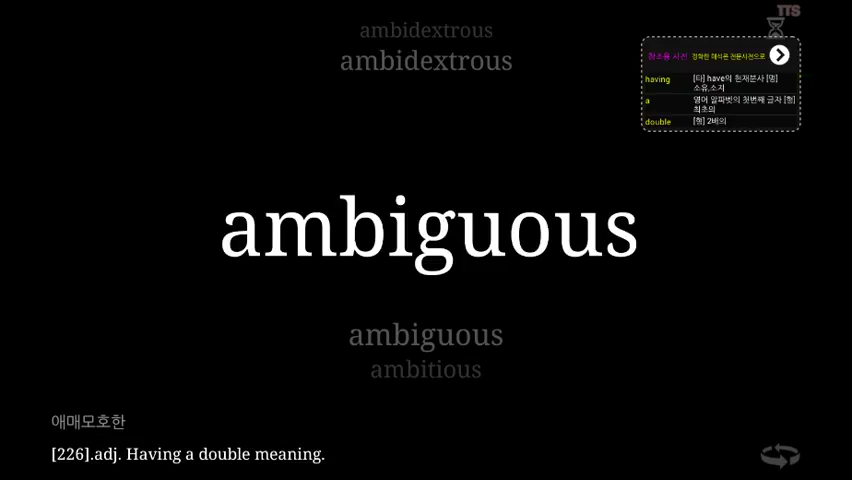 TTS
ambidextrous
ambidextrous
참조용 사전 정확한 해석은 전문사전으로
having [타] have의 현재분사 [명]
소유,소지
a 영어 알파벳의 첫번째 글자 [형]
최초의
double [형] 2배의
ambiguous
ambiguous
ambitious
애매모호한
[226].adj. Having a double meaning.